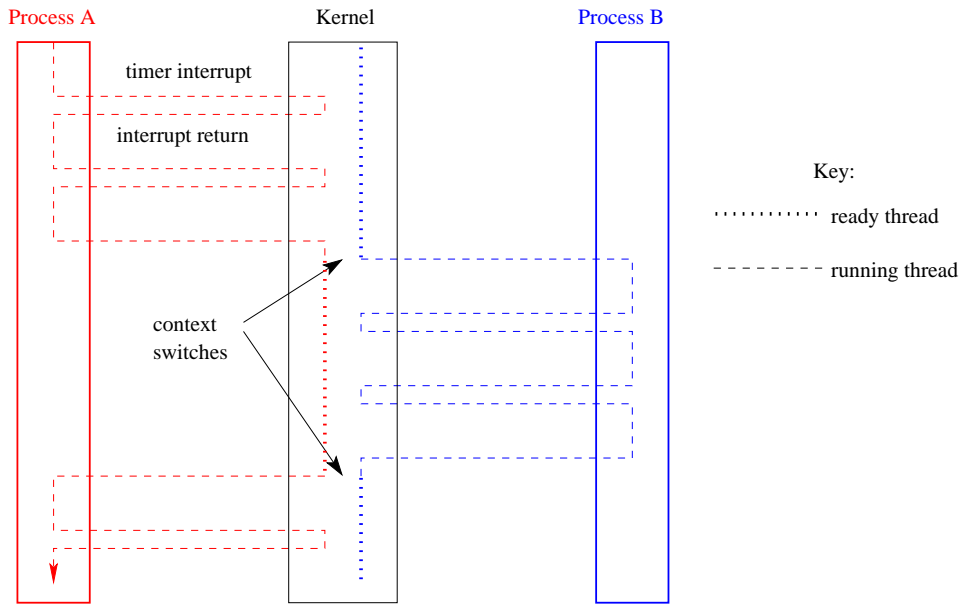 Process A
Kernel
Process B
timer interrupt
interrupt return
Key:
ready thread
running thread
context
switches